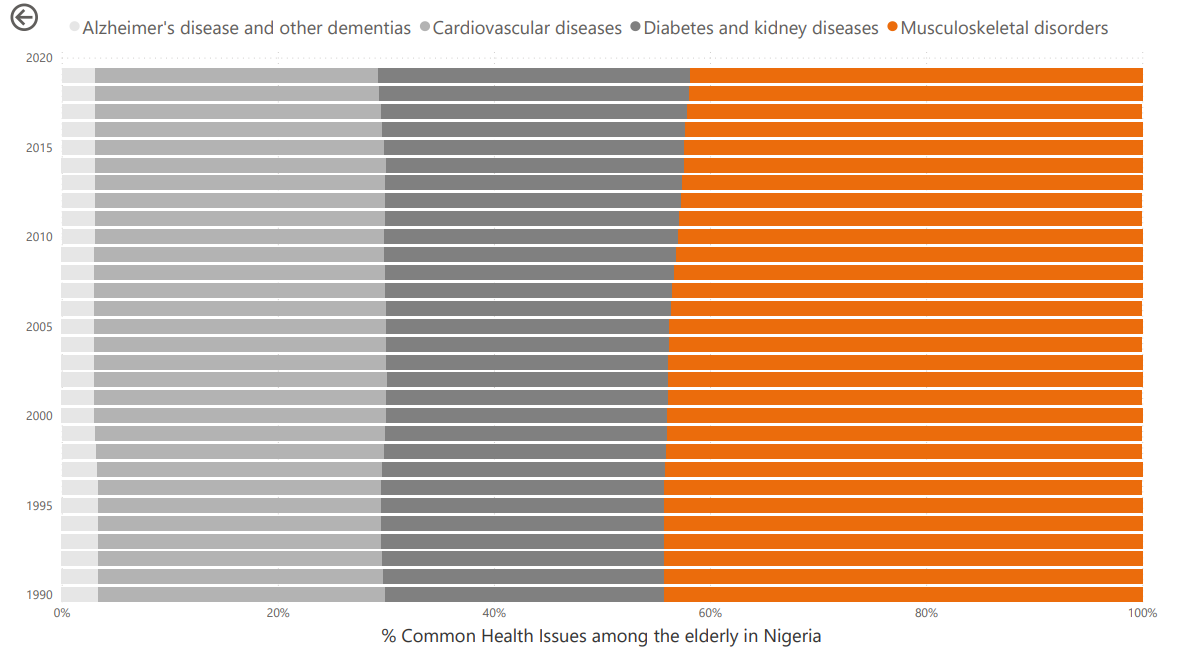 Alzheimer's disease and other dementias Cardiovascular diseases Diabetes and kidney diseases Musculoskeletal disorders
2020
2015
2010
2005
2000
1995
1990
0% 20% 40% 60% 80% 100%
% Common Health Issues among the elderly in Nigeria